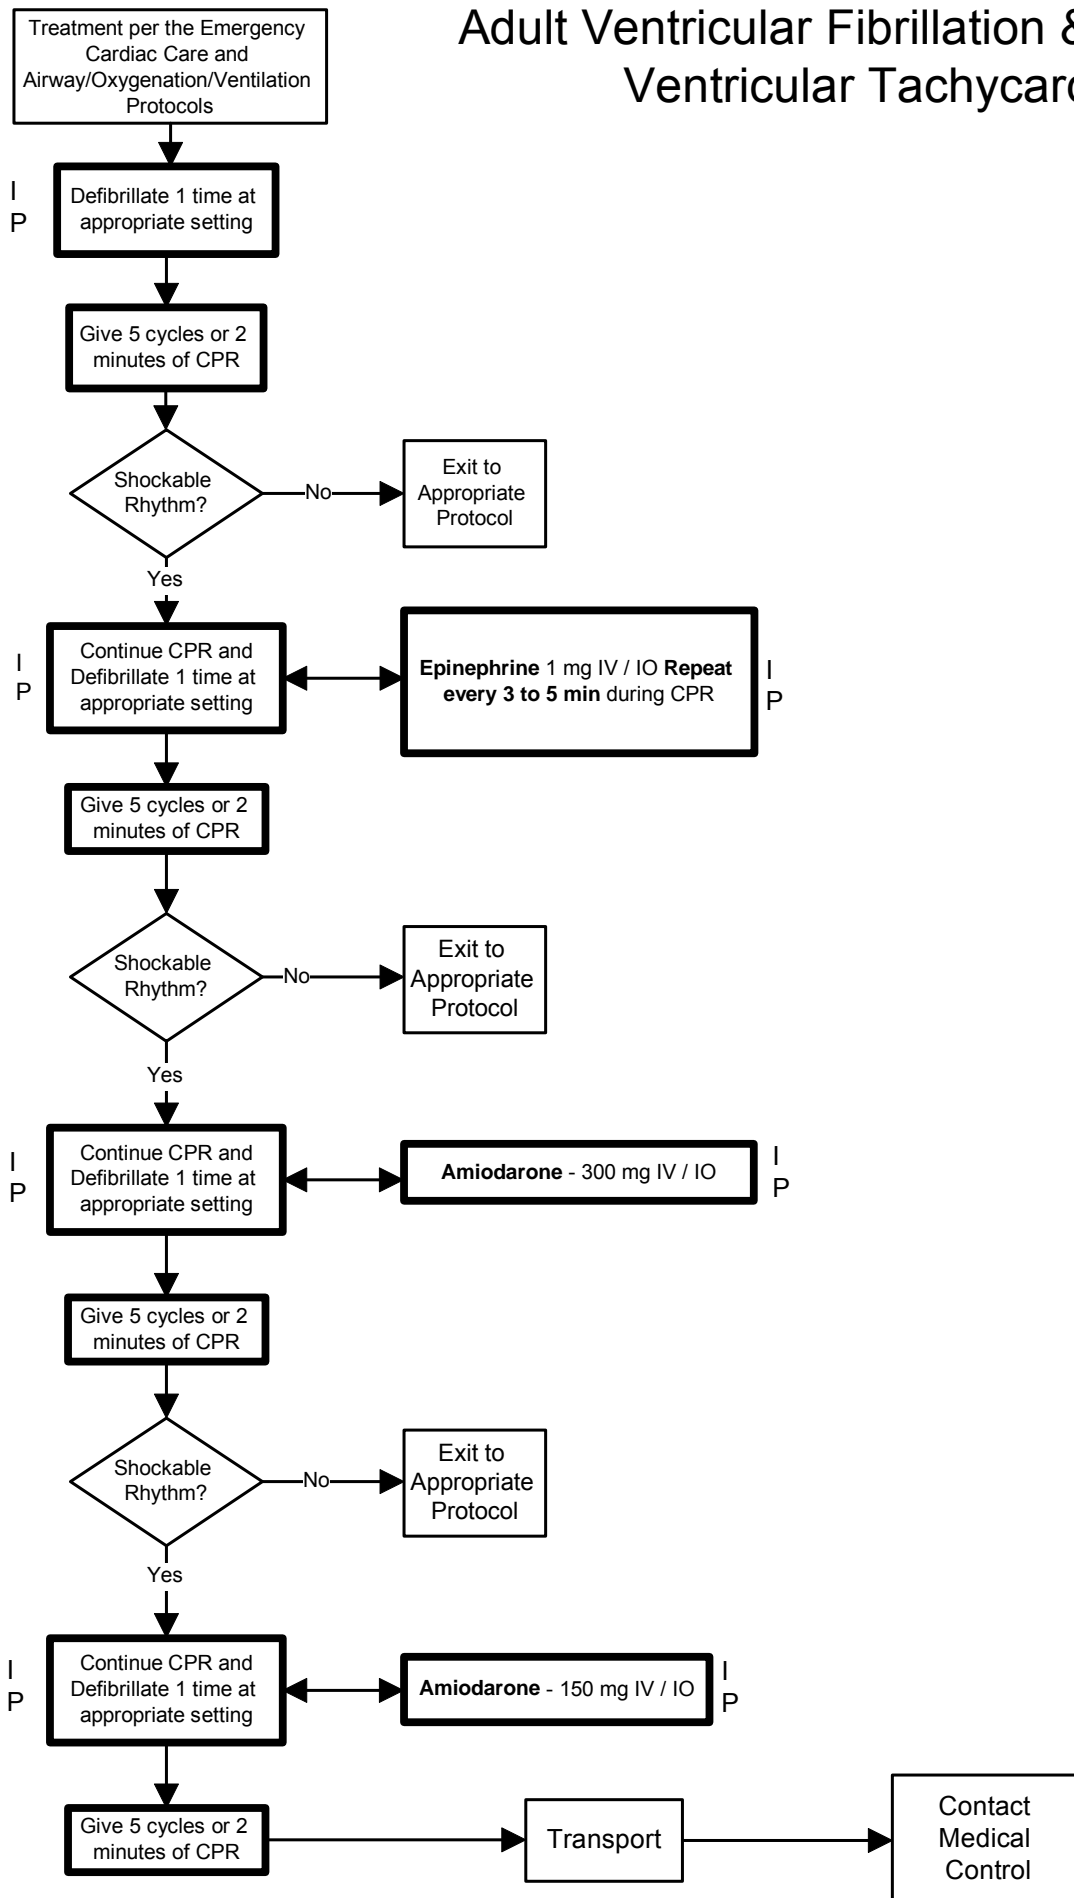 Treatment per the Emergency
Cardiac Care and
Airway/Oxygenation/Ventilation
Protocols
Adult Ventricular Fibrillation &
Ventricular
I
P
Defibrillate 1 time at
appropriate setting
Give 5 cycles or 2
minutes of CPR
Shockable
Rhythm?
No
Exit to
Appropriate
Protocol
Yes
I
P
Continue CPR and
Defibrillate 1 time at
appropriate setting
Epinephrine 1 mg IV / IO Repeat
every 3 to 5 min during CPR
I
P
Give 5 cycles or 2
minutes of CPR
Shockable
Rhythm?
No
Exit to
Appropriate
Protocol
Yes
I
P
Continue CPR and
Defibrillate 1 time at
appropriate setting
Amiodarone - 300 mg IV / IO
I
P
Give 5 cycles or 2
minutes of CPR
Shockable
Rhythm?
No
Exit to
Appropriate
Protocol
Yes
I
P
Continue CPR and
Defibrillate 1 time at
appropriate setting
Amiodarone - 150 mg IV / IO
I
P
Give 5 cycles or 2
minutes of CPR
Transport
Contact
Medical
Control